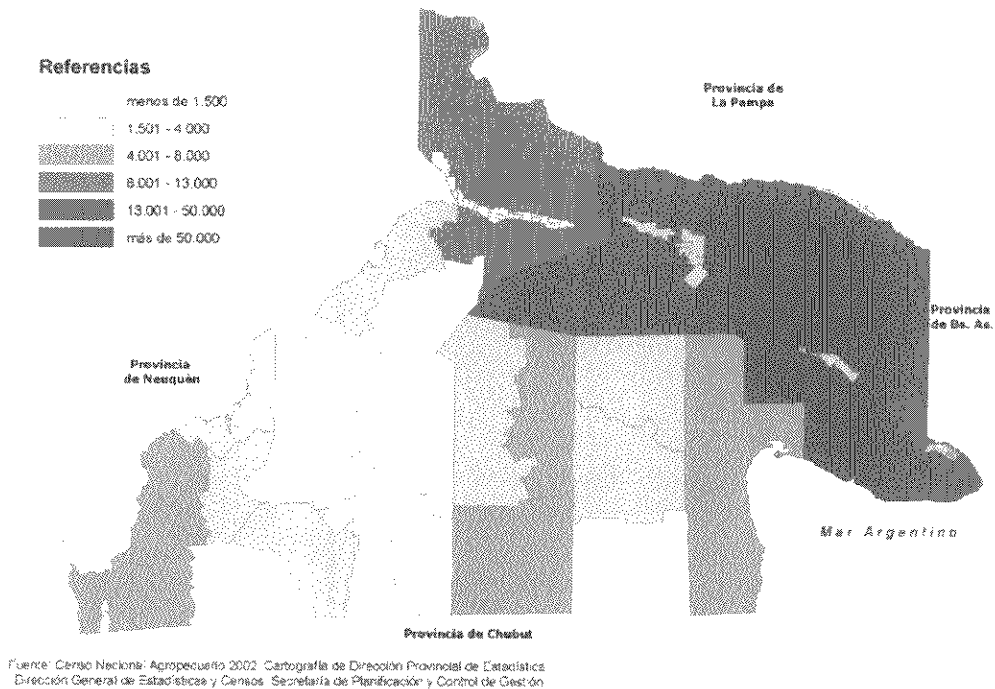 Referencias
menos de 1.500
1.501 - 4.000
4.001 - 8.000
8.001 - 13.000
13.001 - 50.000
más de 50.000
Provincia de
La Pampa
Provincia
de Bs. As.
Provincia
de Neuquén
Mar Argentino
Provincia de Chubut
Fuente: Censo Nacional Agropecuario 2002. Cartografía de Dirección Provincial de Estadística
Dirección General de Estadísticas y Censos. Secretaría de Planificación y Control de Gestión